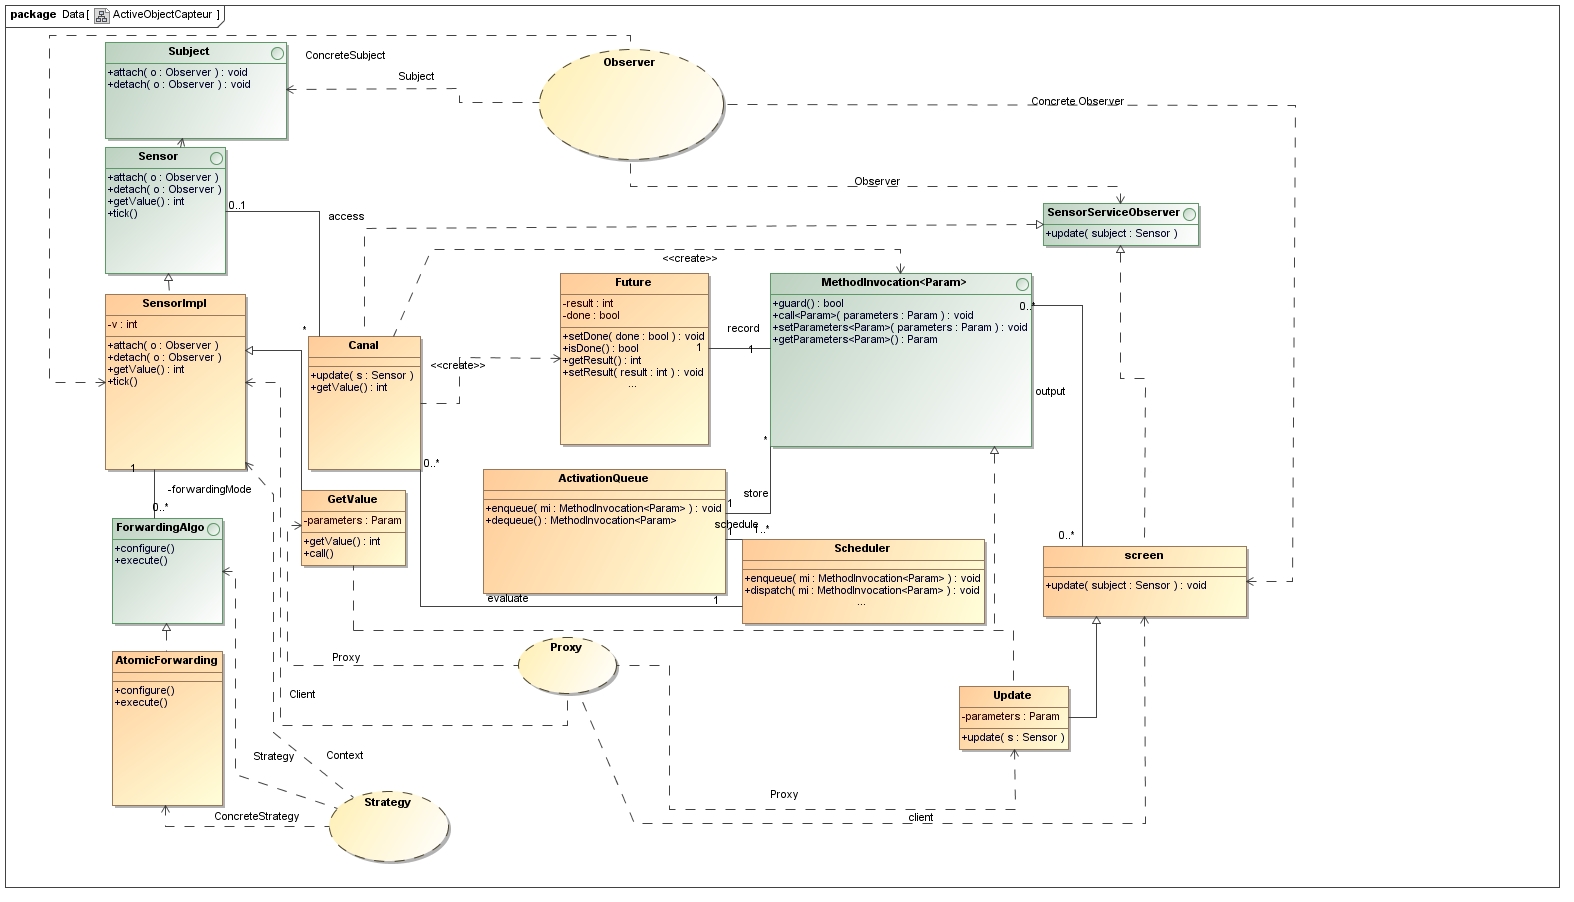 package Data [ ActiveObjectCapteur ]
Subject
+attach( o : Observer ) : void
+detach( o : Observer ) : void
ConcreteSubject
Subject
Observer
Concrete Observer
Observer
Sensor
+attach( o : Observer )
+detach( o : Observer )
+getValue() : int
+tick()
0..1
access
*
SensorServiceObserver
+update( subject : Sensor )
<<create>>
SensorImpl
-v : int
+attach( o : Observer )
+detach( o : Observer )
+getValue() : int
+tick()
1
Canal
+update( s : Sensor )
+getValue() : int
0..*
<<create>>
Future
-result : int
-done : bool
+setDone( done : bool ) : void
+isDone() : bool
+getResult() : int
+setResult( result : int ) : void
...
1
record
1
MethodInvocation<Param>
+guard() : bool
+call<Param>( parameters : Param ) : void
+setParameters<Param>( parameters : Param ) : void
+getParameters<Param>() : Param
0..*
output
0..*
*
store
1
-forwardingMode
0..*
ForwardingAlgo
+configure()
+execute()
GetValue
-parameters : Param
+getValue() : int
+call()
ActivationQueue
+enqueue( mi : MethodInvocation<Param> ) : void
+dequeue() : MethodInvocation<Param>
schedule
1
1..*
Scheduler
+enqueue( mi : MethodInvocation<Param> ) : void
+dispatch( mi : MethodInvocation<Param> ) : void
...
evaluate
1
screen
+update( subject : Sensor ) : void
AtomicForwarding
+configure()
+execute()
Proxy
Proxy
Client
Update
-parameters : Param
+update( s : Sensor )
Strategy
Context
Proxy
client
ConcreteStrategy
Strategy